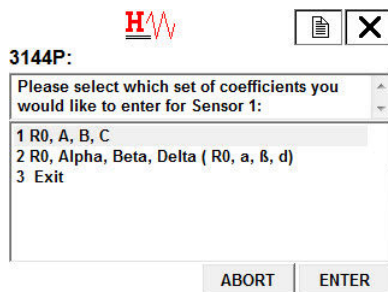 H
3144P:
Please select which set of coefficients you
would like to enter for Sensor 1:
1 R0, A, B, C
2 R0, Alpha, Beta, Delta ( R0, a, ß, d)
3 Exit
ABORT
ENTER